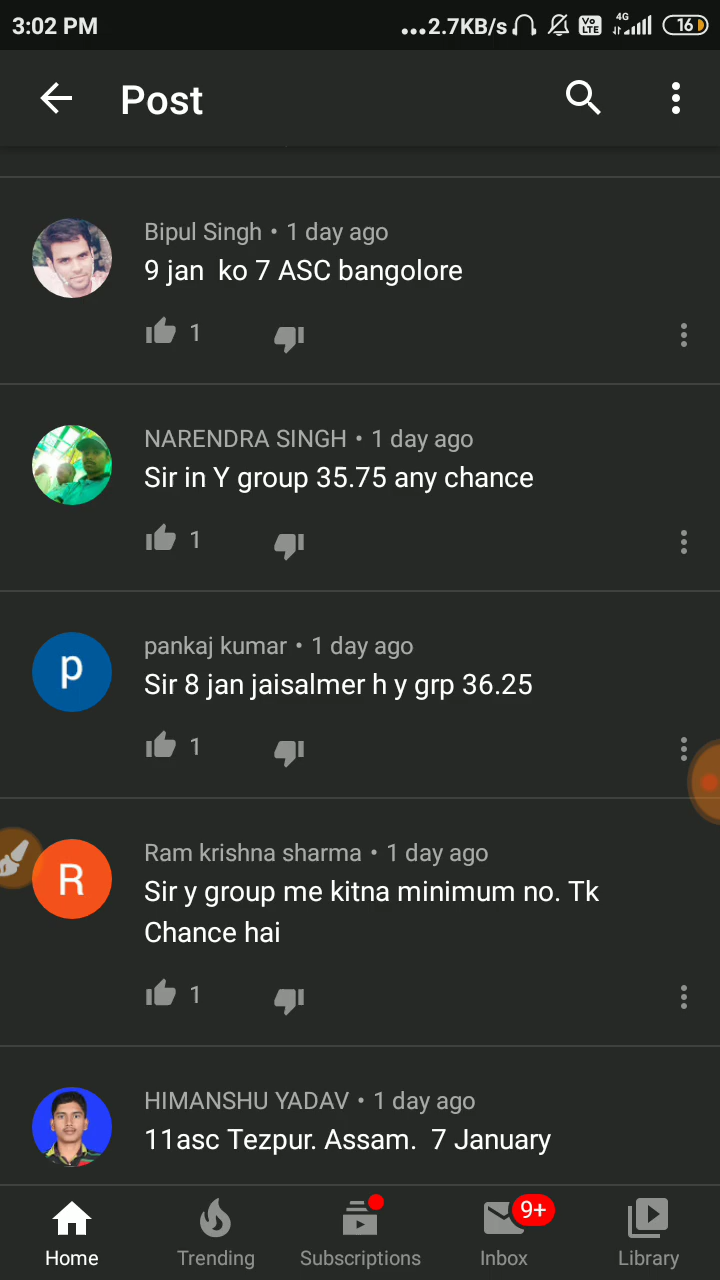 3:02 PM
...2.7KB/s
Vo LTE
4G
16
Post
Bipul Singh • 1 day ago
9 jan  ko 7 ASC bangolore
1
NARENDRA SINGH • 1 day ago
Sir in Y group 35.75 any chance
1
p
pankaj kumar • 1 day ago
Sir 8 jan jaisalmer h y grp 36.25
1
R
Ram krishna sharma • 1 day ago
Sir y group me kitna minimum no. Tk
Chance hai
1
HIMANSHU YADAV • 1 day ago
11asc Tezpur. Assam.  7 January
9+
Home Trending Subscriptions Inbox Library